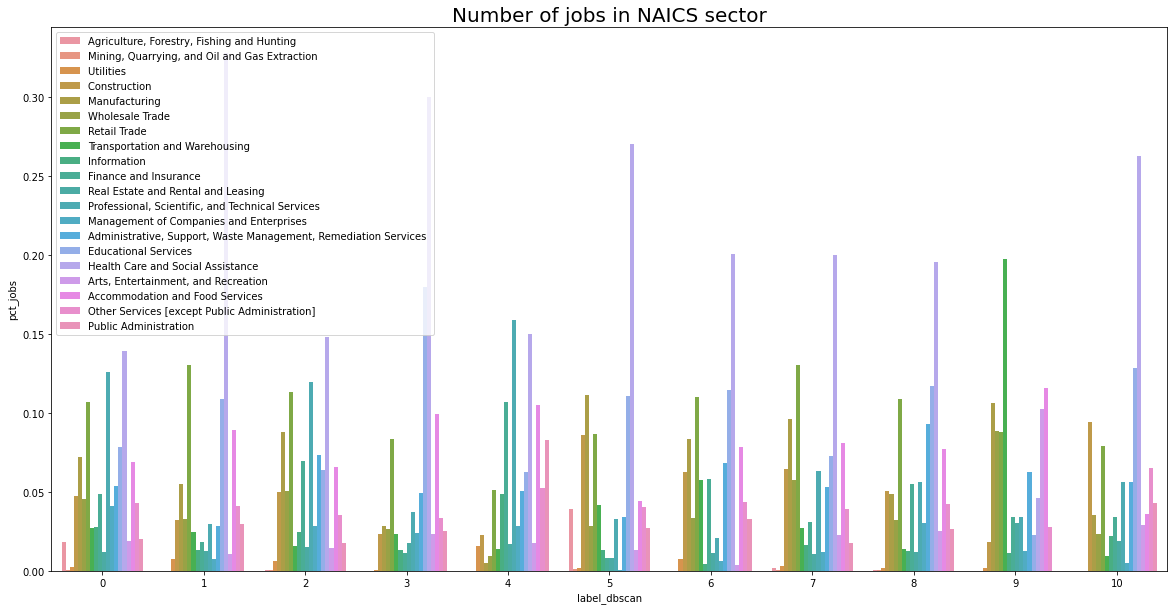 Number of jobs in NAICS sector
Agriculture, Forestry, Fishing and Hunting
Mining, Quarrying, and Oil and Gas Extraction
Utilities
Construction
Manufacturing
Wholesale Trade
Retail Trade
Transportation and Warehousing
Information
Finance and Insurance
Real Estate and Rental and Leasing
Professional, Scientific, and Technical Services
Management of Companies and Enterprises
Administrative, Support, Waste Management, Remediation Services
Educational Services
Health Care and Social Assistance
Arts, Entertainment, and Recreation
Accommodation and Food Services
Other Services [except Public Administration]
Public Administration
pct_jobs
0.30
0.25
0.20
0.15
0.10
0.05
0.00
0 1 2 3 4 5 6 7 8 9 10
label_dbscan